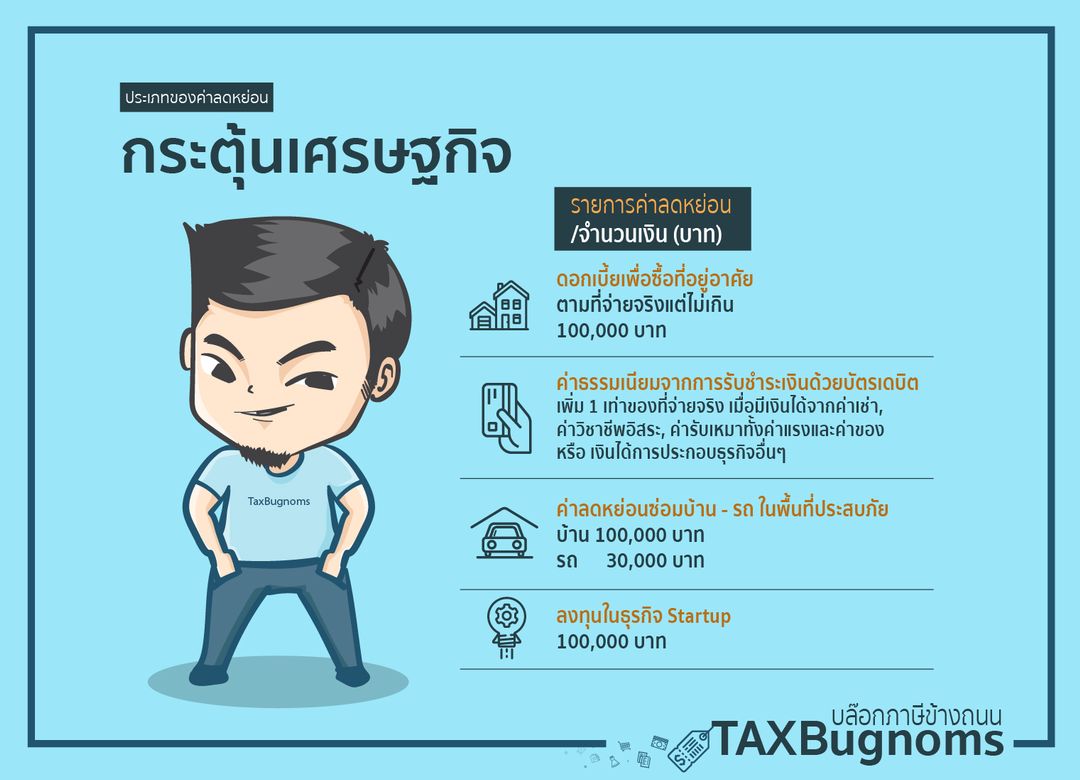 ประเภทของค่าลดหย่อน
กระตุ้นเศรษฐกิจ
รายการค่าลดหย่อน
/จำนวนเงิน (บาท)
ดอกเบี้ยเพื่อซื้อที่อยู่อาศัย
ตามที่จ่ายจริงแต่ไม่เกิน
100,000 บาท
ค่าธรรมเนียมจากการรับชำระเงินด้วยบัตรเดบิต
เพิ่ม 1 เท่าของที่จ่ายจริง เมื่อมีเงินได้จากค่าเช่า,
ค่าวิชาชีพอิสระ, ค่ารับเหมาทั้งค่าแรงและค่าของ
หรือ เงินได้การประกอบธุรกิจอื่นๆ
ค่าลดหย่อนซ่อมบ้าน - รถ ในพื้นที่ประสบภัย
บ้าน 100,000 บาท
รถ 30,000 บาท
ลงทุนในธุรกิจ Startup
100,000 บาท
TaxBugnoms
บล๊อกภาษีข้างถนน
TAXBugnoms